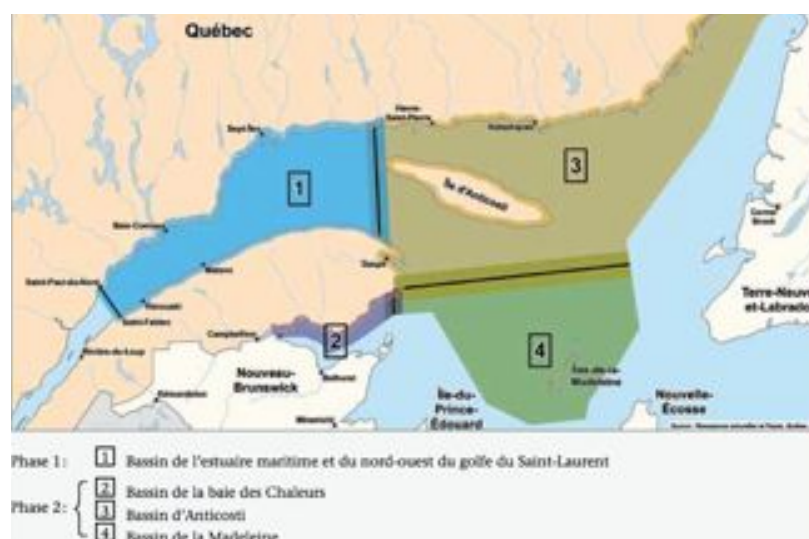 Québec
Sept-Îles
Havre-
Saint-Pierre
Natashquan
1
3
Île d'Anticosti
Baie-Comeau
Matane
Gaspé
Corner
Brook
Saint-Paul-du-Nord
Rimouski
Saint-Fabien
Terre-Neuve
et-Labrador
Campbellton
2
4
Îles-de-la-
Madeleine
Rivière-du-Loup
Nouveau-
Brunswick
Bathurst
Edmundston
Île-du-
Prince-
Édouard
Nouvelle-
Écosse
Miramichi
Phase 1: 1 Bassin de l'estuaire maritime et du nord-ouest du golfe du Saint-Laurent
Phase 2: 2 Bassin de la baie des Chaleurs
3 Bassin d'Anticosti
4 Bassin de la Madeleine